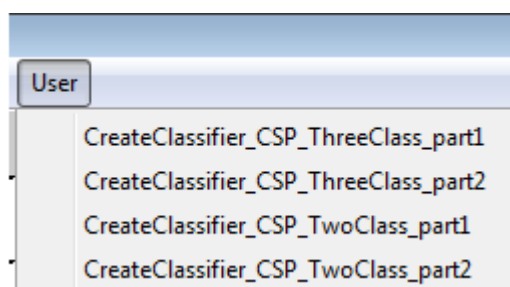 User
CreateClassifier_CSP_ThreeClass_part1
CreateClassifier_CSP_ThreeClass_part2
CreateClassifier_CSP_TwoClass_part1
CreateClassifier_CSP_TwoClass_part2